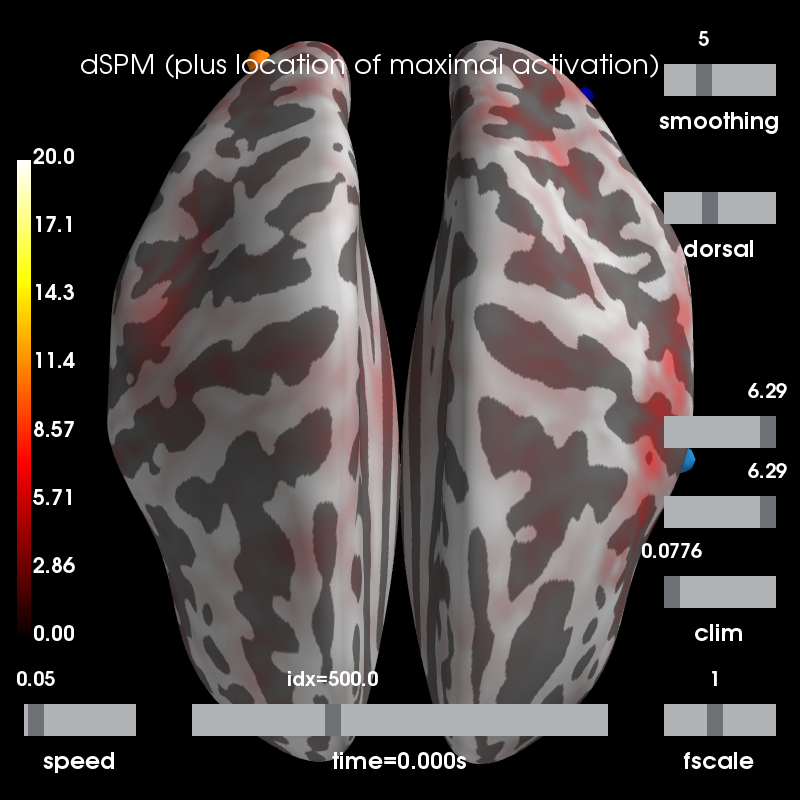 dSPM (plus location of maximal activation)
5
smoothing
20.0
17.1
14.3
11.4
8.57
5.71
2.86
0.00
dorsal
6.29
6.29
0.0776
clim
0.05
speed
idx=500.0
time=0.000s
1
fscale